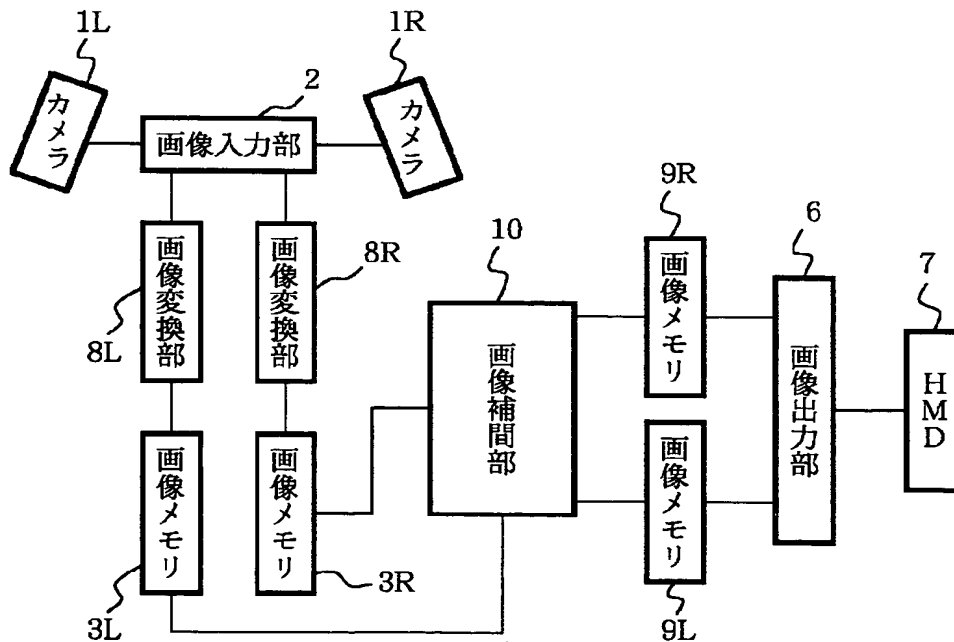 1L
1R
カメラ
2
カメラ
画像入力部
9R
6
10
7
画像変換部
画像変換部
8R
画像メモリ
8L
画像補間部
画像出力部
HMD
画像メモリ
画像メモリ
画像メモリ
3R
3L
9L